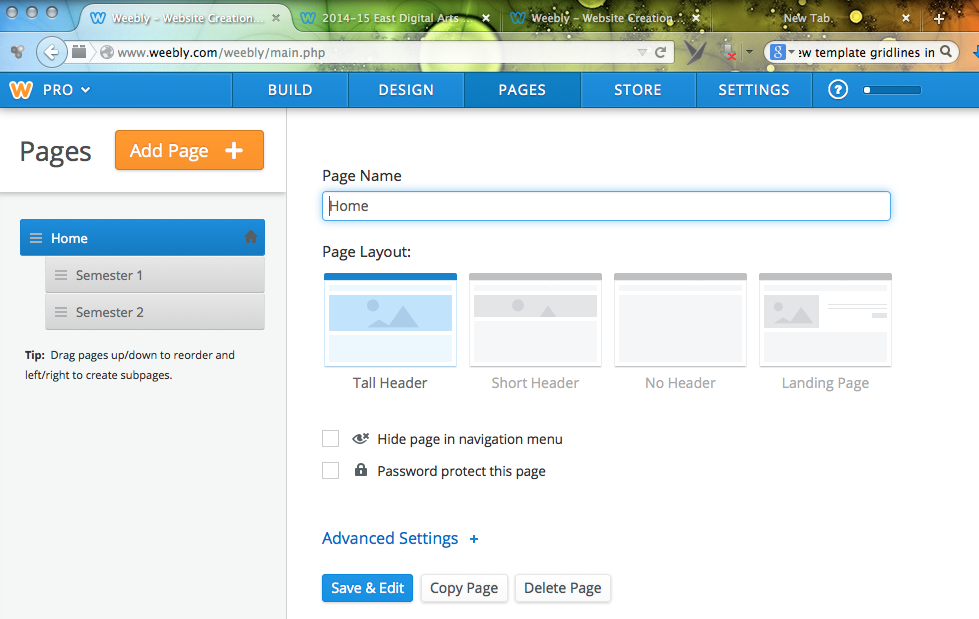 Weebly – Website Creation...
2014–15 East Digital Arts...
Weebly – Website Creation...
New Tab
www.weebly.com/weebly/main.php
w template gridlines in
PRO
BUILD
DESIGN
PAGES
STORE
SETTINGS
?
Pages
Add Page +
Home
Semester 1
Semester 2
Tip: Drag pages up/down to reorder and
left/right to create subpages.
Page Name
Home
Page Layout:
Tall Header
Short Header
No Header
Landing Page
Hide page in navigation menu
Password protect this page
Advanced Settings +
Save & Edit
Copy Page
Delete Page